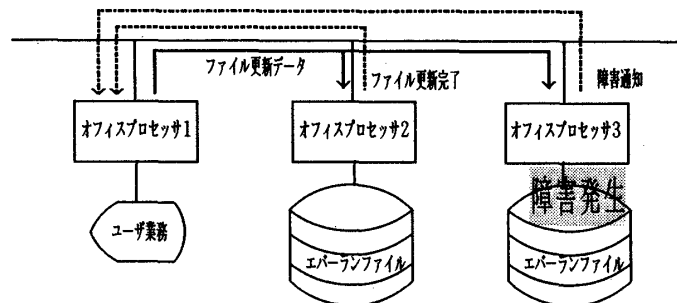 ファイル更新データ
ファイル更新完了
障害通知
オフィスプロセッサ1
オフィスプロセッサ2
オフィスプロセッサ3
障害発生
ユーザ業務
エバーランファイル
エバーランファイル